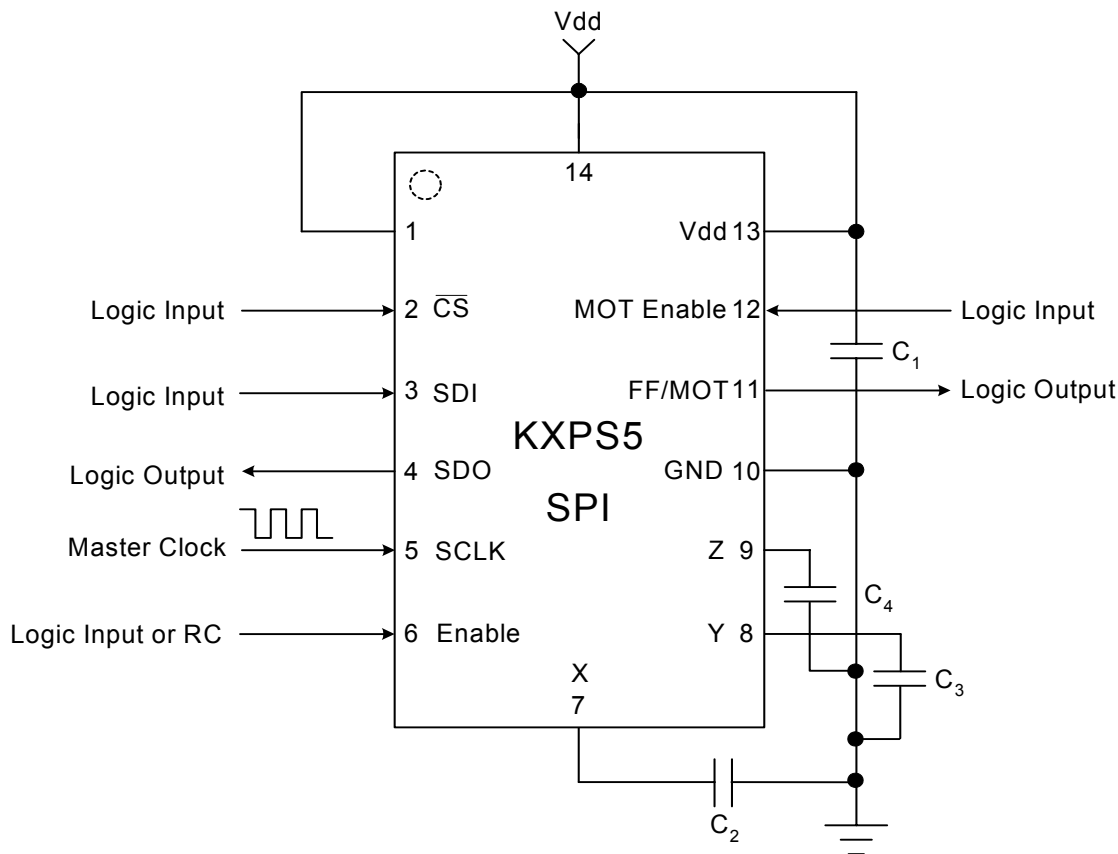 Vdd
14
1
Vdd 13
Logic Input
2 C̅S̅
MOT Enable 12
Logic Input
C₁
Logic Input
3 SDI
FF/MOT 11
Logic Output
KXPS5
Logic Output
4 SDO
GND 10
SPI
Master Clock
5 SCLK
Z 9
C₄
Logic Input or RC
6 Enable
Y 8
X
7
C₃
C₂